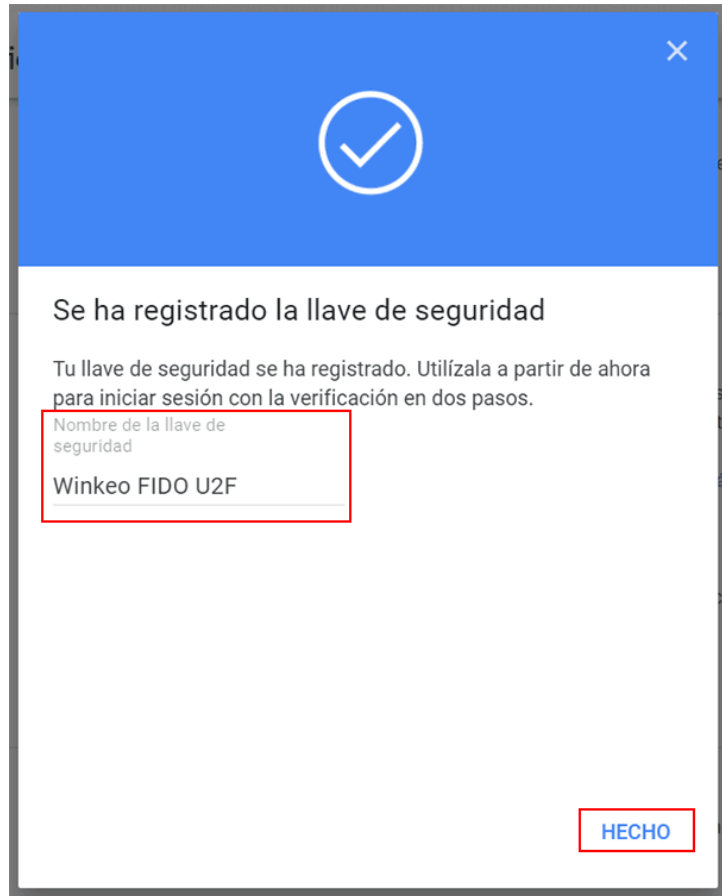 Se ha registrado la llave de seguridad
Tu llave de seguridad se ha registrado. Utilízala a partir de ahora
para iniciar sesión con la verificación en dos pasos.
Nombre de la llave de
seguridad
Winkeo FIDO U2F
HECHO